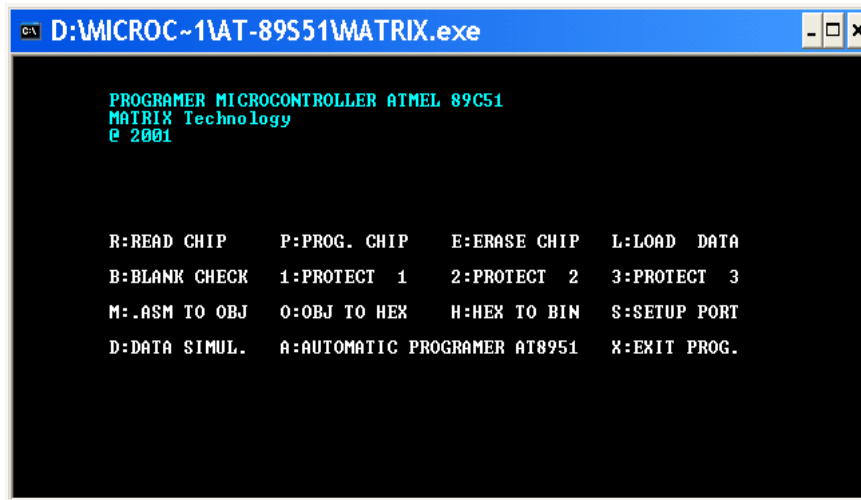 D:\MICROC~1\AT-89S51\MATRIX.exe
PROGRAMER MICROCONTROLLER ATMEL 89C51
MATRIX Technology
@ 2001
R:READ CHIP P:PROG. CHIP E:ERASE CHIP L:LOAD DATA
B:BLANK CHECK 1:PROTECT 1 2:PROTECT 2 3:PROTECT 3
M:.ASM TO OBJ O:OBJ TO HEX H:HEX TO BIN S:SETUP PORT
D:DATA SIMUL. A:AUTOMATIC PROGRAMER AT8951 X:EXIT PROG.